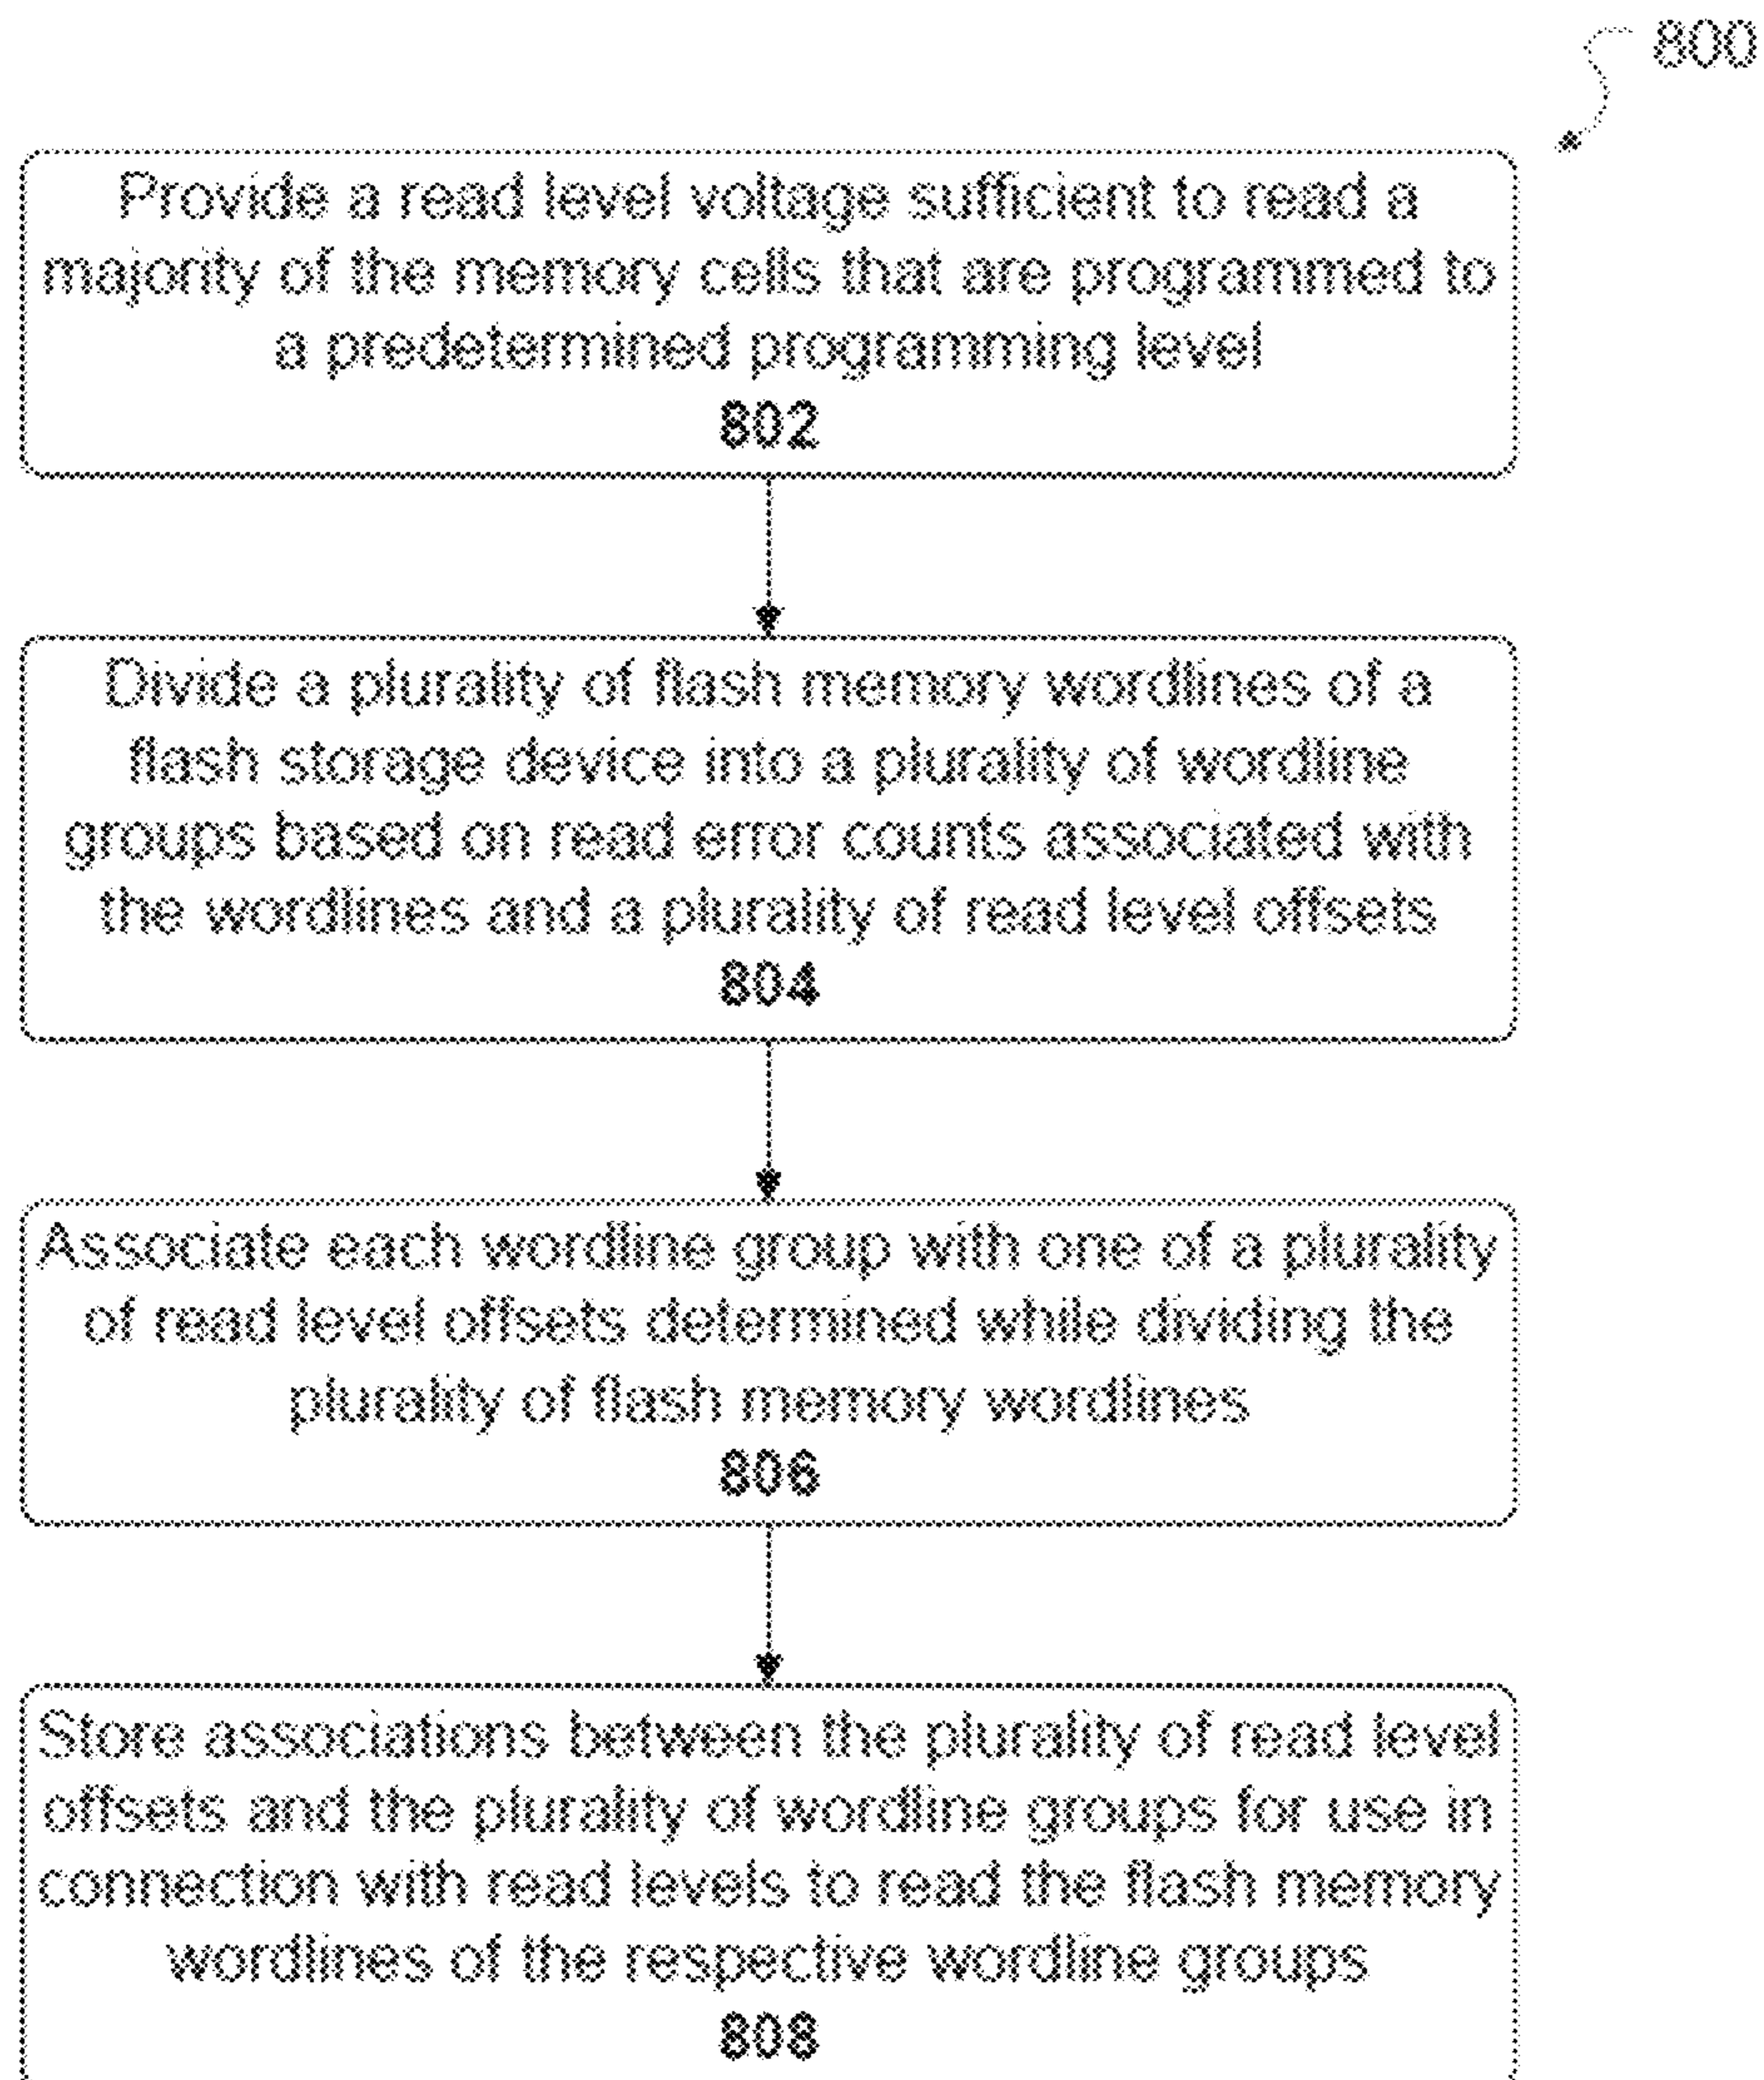 800
Provide a read level voltage sufficient to read a
majority of the memory cells that are programmed to
a predetermined programming level
802
Divide a plurality of flash memory wordlines of a
flash storage device into a plurality of wordline
groups based on read error counts associated with
the wordlines and a plurality of read level offsets
804
Associate each wordline group with one of a plurality
of read level offsets determined while dividing the
plurality of flash memory wordlines
806
Store associations between the plurality of read level
offsets and the plurality of wordline groups for use in
connection with read levels to read the flash memory
wordlines of the respective wordline groups
808